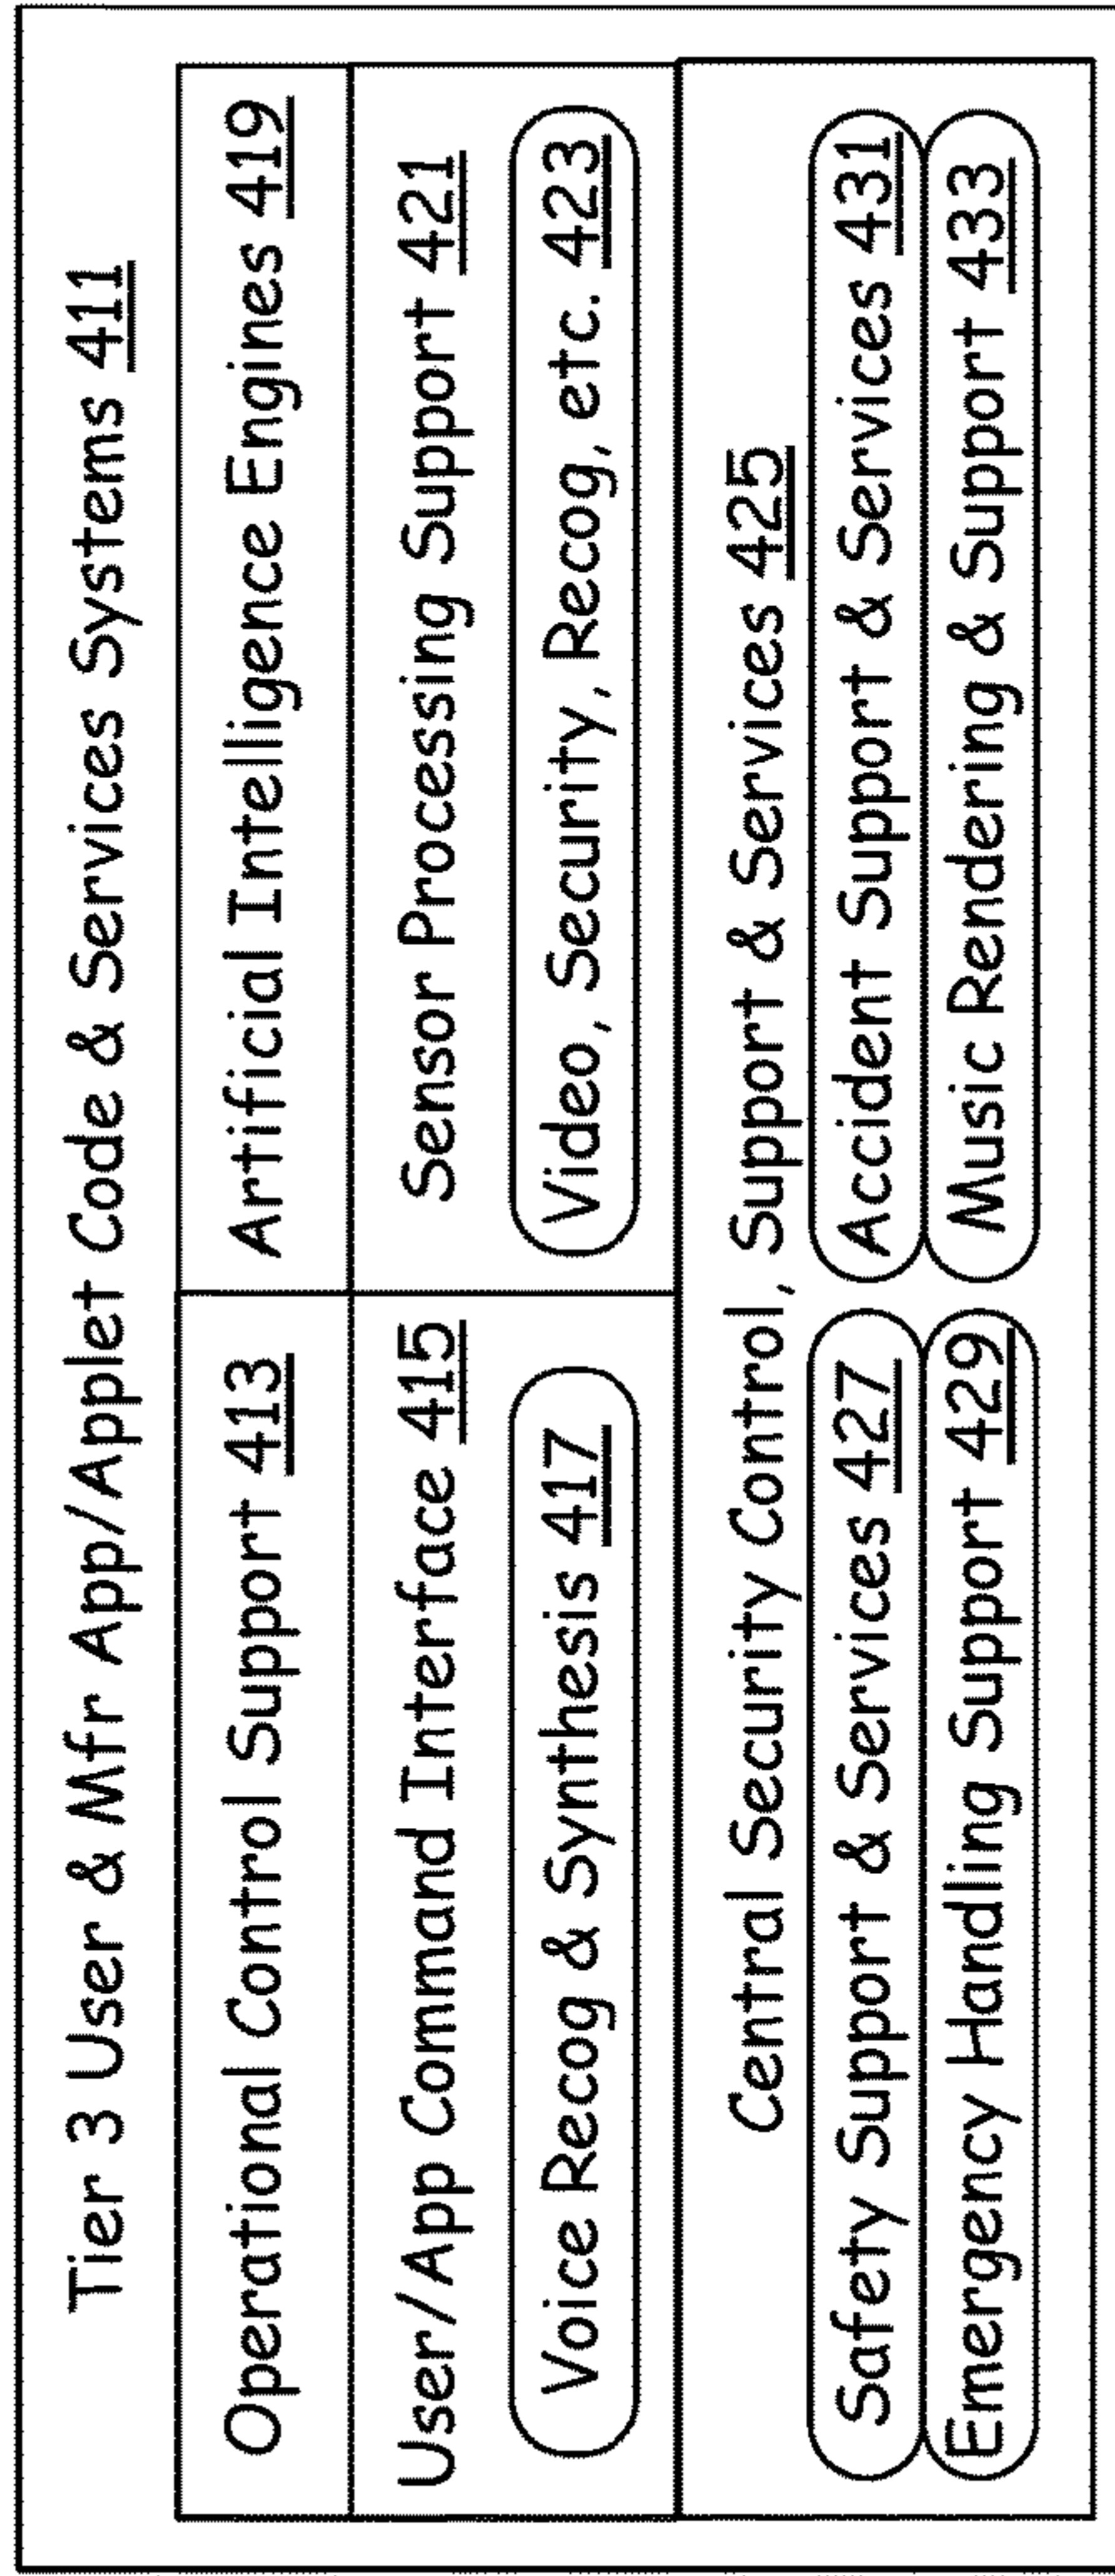 Tier 3 User & Mfr App/Applet Code & Services Systems 411
Operational Control Support 413
Artificial Intelligence Engines 419
User/App Command Interface 415
Voice Recog & Synthesis 417
Sensor Processing Support 421
Video, Security, Recog, etc. 423
Central Security Control, Support & Services 425
Safety Support & Services 427
Accident Support & Services 431
Emergency Handling Support 429
Music Rendering & Support 433